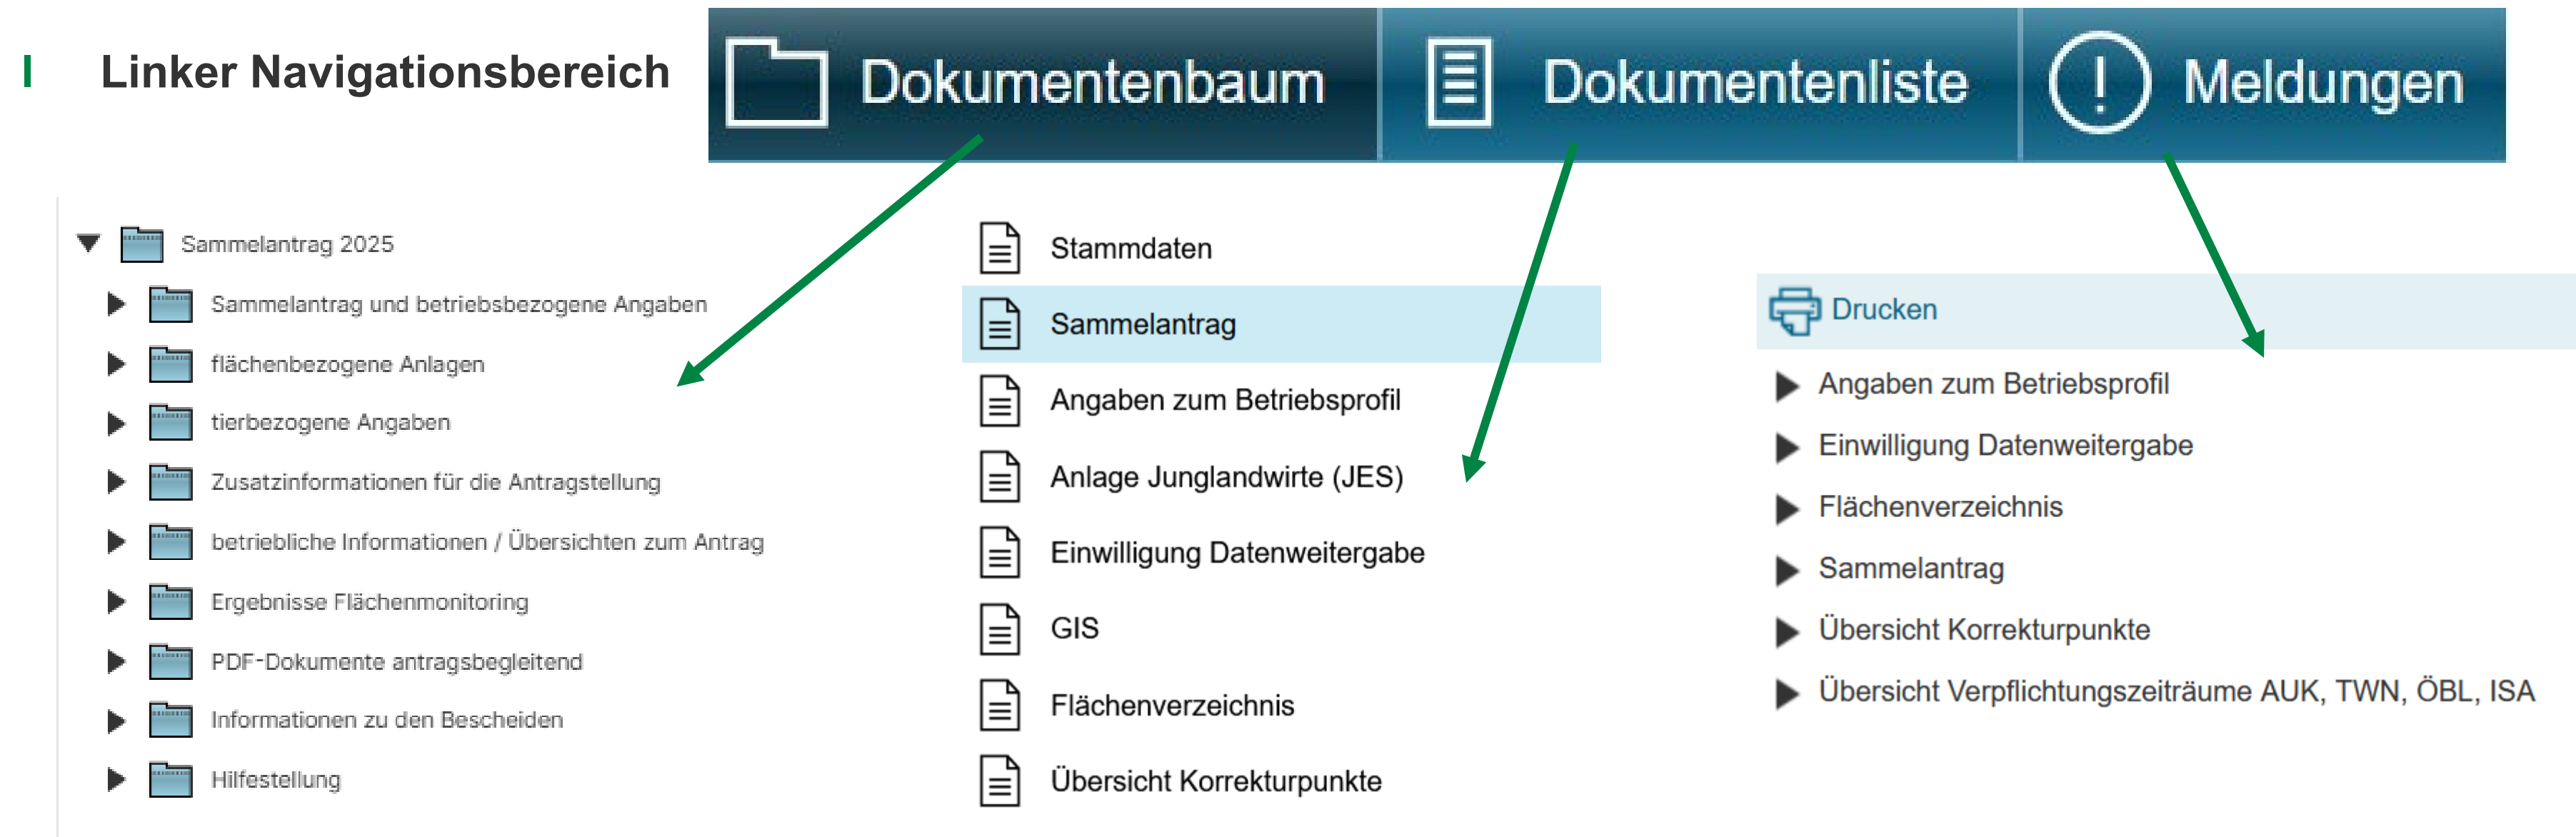 I Linker Navigationsbereich
Dokumentenbaum
Dokumentenliste
Meldungen
Sammelantrag 2025
Sammelantrag und betriebsbezogene Angaben
flächenbezogene Anlagen
tierbezogene Angaben
Zusatzinformationen für die Antragstellung
betriebliche Informationen / Übersichten zum Antrag
Ergebnisse Flächenmonitoring
PDF-Dokumente antragsbegleitend
Informationen zu den Bescheiden
Hilfestellung
Stammdaten
Sammelantrag
Angaben zum Betriebsprofil
Anlage Junglandwirte (JES)
Einwilligung Datenweitergabe
GIS
Flächenverzeichnis
Übersicht Korrekturpunkte
Drucken
Angaben zum Betriebsprofil
Einwilligung Datenweitergabe
Flächenverzeichnis
Sammelantrag
Übersicht Korrekturpunkte
Übersicht Verpflichtungszeiträume AUK, TWN, ÖBL, ISA